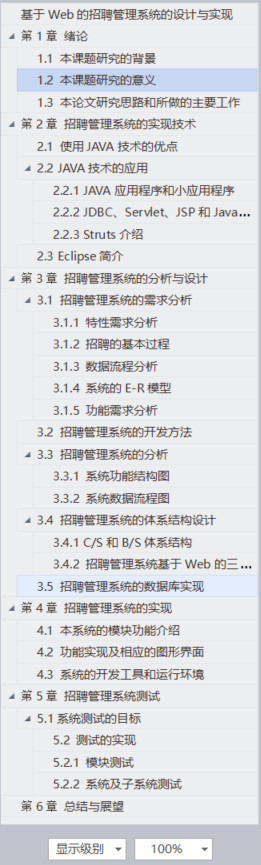 基于 Web 的招聘管理系统的设计与实现
第 1 章 绪论
1.1 本课题研究的背景
1.2 本课题研究的意义
1.3 本论文研究思路和所做的主要工作
第 2 章 招聘管理系统的实现技术
2.1 使用 JAVA 技术的优点
2.2 JAVA 技术的应用
2.2.1 JAVA 应用程序和小应用程序
2.2.2 JDBC、Servlet、JSP 和 Java...
2.2.3 Struts 介绍
2.3 Eclipse 简介
第 3 章 招聘管理系统的分析与设计
3.1 招聘管理系统的需求分析
3.1.1 特性需求分析
3.1.2 招聘的基本过程
3.1.3 数据流程分析
3.1.4 系统的 E-R 模型
3.1.5 功能需求分析
3.2 招聘管理系统的开发方法
3.3 招聘管理系统的分析
3.3.1 系统功能结构图
3.3.2 系统数据流程图
3.4 招聘管理系统的体系结构设计
3.4.1 C/S 和 B/S 体系结构
3.4.2 招聘管理系统基于 Web 的三...
3.5 招聘管理系统的数据库实现
第 4 章 招聘管理系统的实现
4.1 本系统的模块功能介绍
4.2 功能实现及相应的图形界面
4.3 系统的开发工具和运行环境
第 5 章 招聘管理系统测试
5.1 系统测试的目标
5.2 测试的实现
5.2.1 模块测试
5.2.2 系统及子系统测试
第 6 章 总结与展望
显示级别 100%